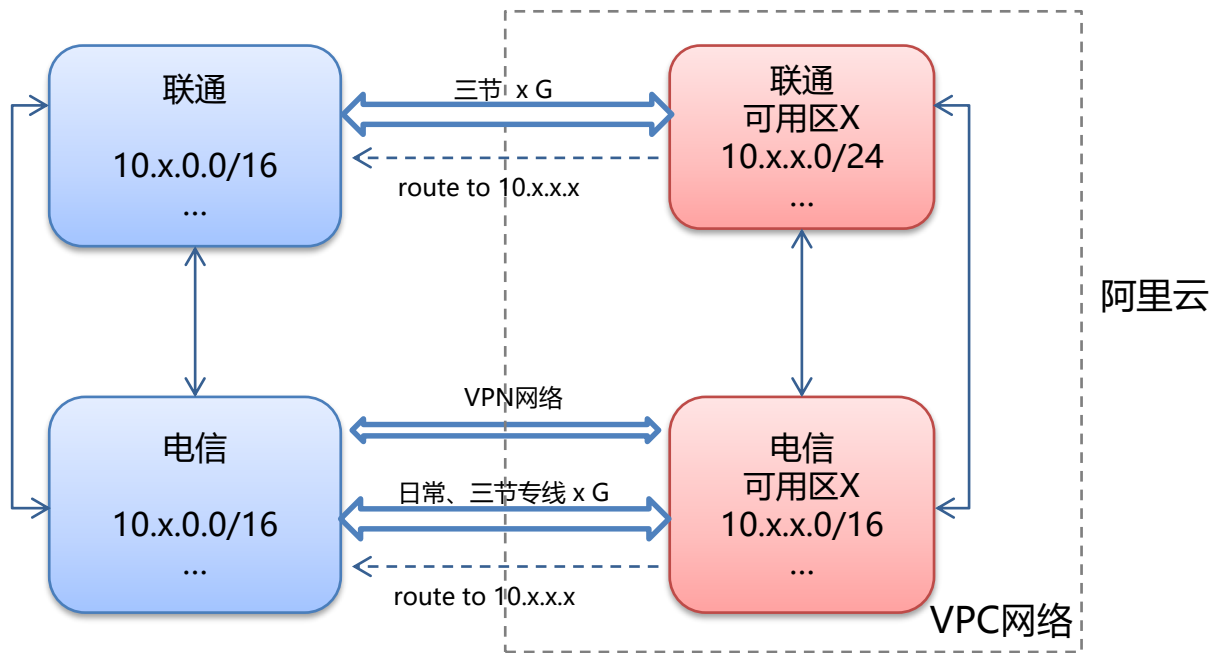 联通
10.x.0.0/16
...
三节 x G
route to 10.x.x.x
联通
可用区X
10.x.x.0/24
...
阿里云
电信
10.x.0.0/16
...
VPN网络
日常、三节专线 x G
route to 10.x.x.x
电信
可用区X
10.x.x.0/16
...
VPC网络